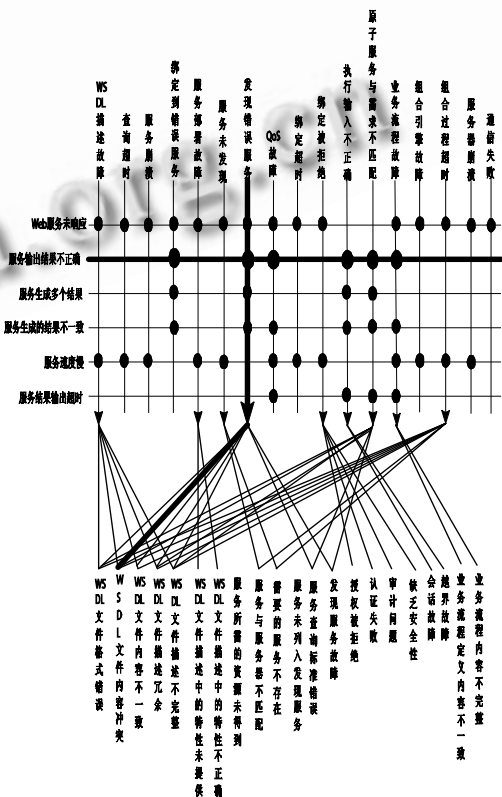 WSDL描述故障
查询超时
服务崩溃
绑定到错误服务
服务部署故障
服务未发现
发现错误服务
QoS故障
绑定超时
绑定被拒绝
执行输入不正确
原子服务与需求不匹配
业务流程故障
组合引擎故障
组合过程超时
服务器崩溃
通信失败
Web服务未响应
服务输出结果不正确
服务生成多个结果
服务生成的结果不一致
服务速度慢
服务结果输出超时
WSDL文件格式错误
WSDL文件内容冲突
WSDL文件内容不一致
WSDL文件描述冗余
WSDL文件描述不完整
WSDL文件描述中的特性未提供
WSDL文件描述中的特性不正确
服务所需的资源未得到
服务与服务器不匹配
需要的服务不存在
服务未列入发现服务
服务查询标准错误
发现服务故障
授权被拒绝
认证失败
审计问题
缺乏安全性
会话故障
越界故障
业务流程定义内容不一致
业务流程内容不完整